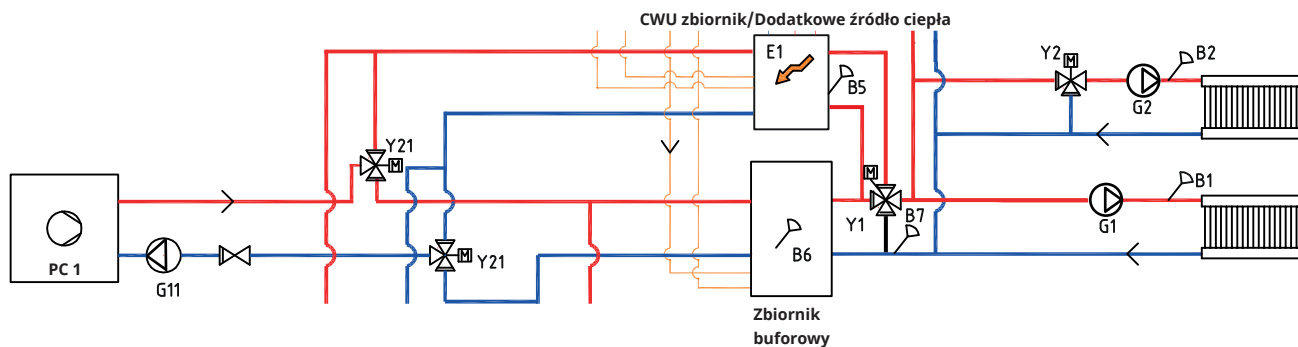 CWU zbiornik/Dodatkowe źródło ciepła
E1
Y2
M
B2
B5
G2
Y21
M
M
B1
Y1
B7
G1
PC 1
B6
M
Y21
G11
Zbiornik
buforowy